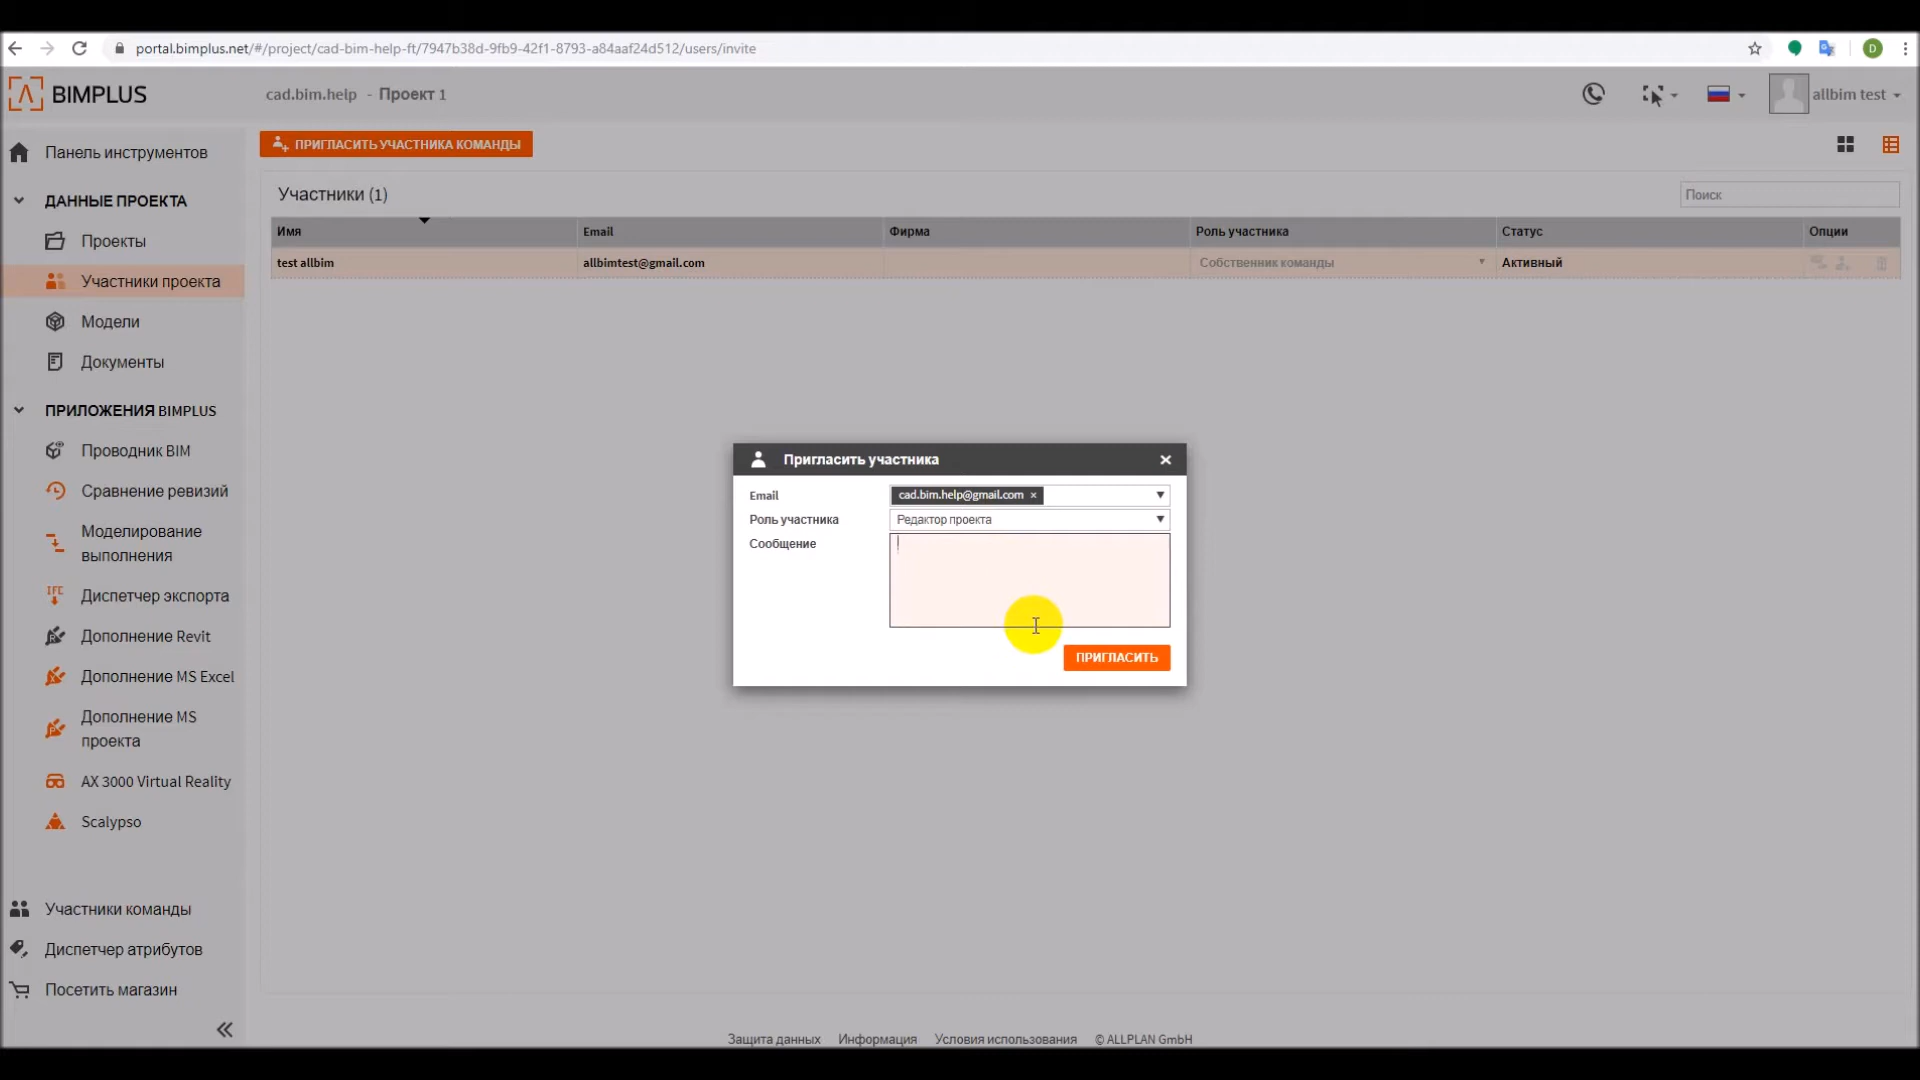 portal.bimplus.net/#/project/cad-bim-help-ft/7947b38d-9fb9-42f1-8793-a84aaf24d512/users/invite
D
BIMPLUS
cad.bim.help - Проект 1
allbim test
Панель инструментов
ДАННЫЕ ПРОЕКТА
Проекты
Участники проекта
Модели
Документы
ПРИЛОЖЕНИЯ BIMPLUS
Проводник BIM
Сравнение ревизий
Моделирование
выполнения
IFC
Диспетчер экспорта
Дополнение Revit
Дополнение MS Excel
Дополнение MS
проекта
AX 3000 Virtual Reality
Scalypso
Участники команды
Диспетчер атрибутов
Посетить магазин
ПРИГЛАСИТЬ УЧАСТНИКА КОМАНДЫ
Участники (1)
Поиск
Имя Email Фирма Роль участника Статус Опции
test allbim allbimtest@gmail.com Собственник команды Активный
Пригласить участника
Email cad.bim.help@gmail.com
Роль участника Редактор проекта
Сообщение
ПРИГЛАСИТЬ
Защита данных Информация Условия использования © ALLPLAN GmbH